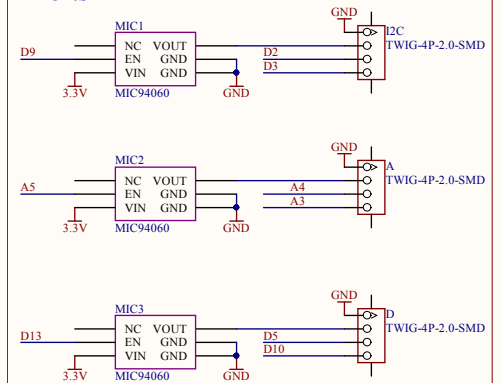 GND
MIC1
I2C
NC VOUT
TWIG-4P-2.0-SMD
D9
EN GND
D2
VIN GND
D3
3.3V
MIC94060
GND
GND
MIC2
A
NC VOUT
TWIG-4P-2.0-SMD
A5
EN GND
A4
VIN GND
A3
3.3V
MIC94060
GND
GND
MIC3
D
NC VOUT
TWIG-4P-2.0-SMD
D13
EN GND
D5
VIN GND
D10
3.3V
MIC94060
GND